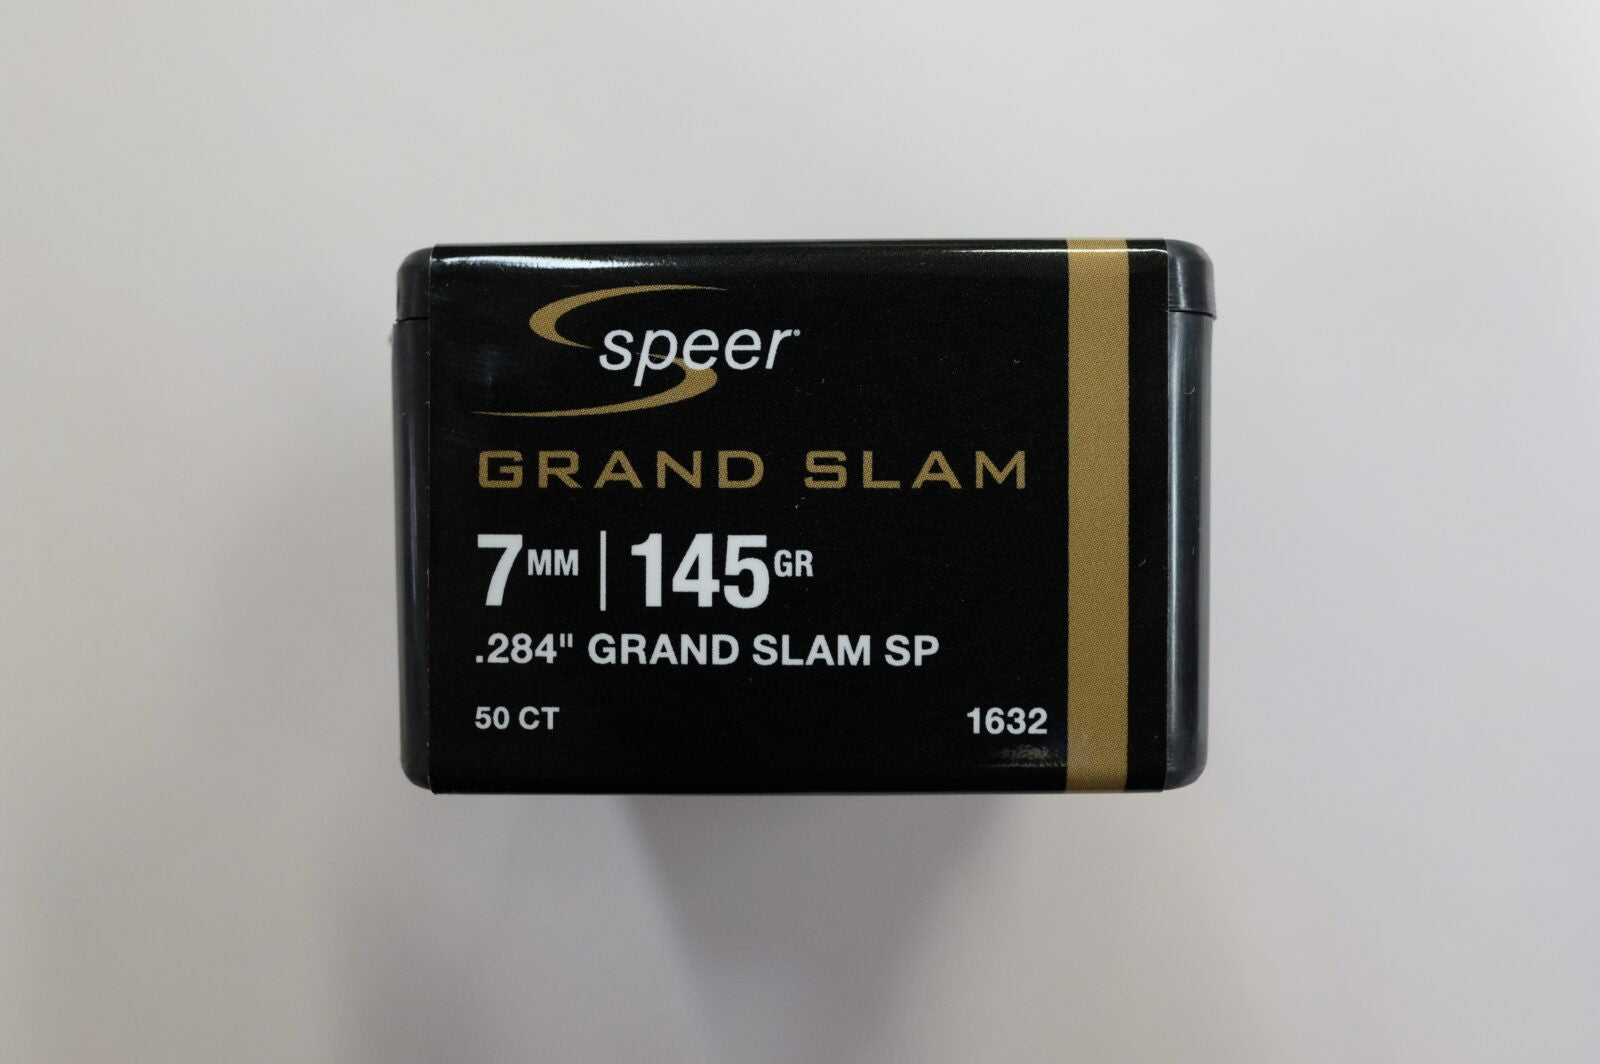 speer
GRAND SLAM
7MM | 145GR
.284" GRAND SLAM SP
50 CT 1632